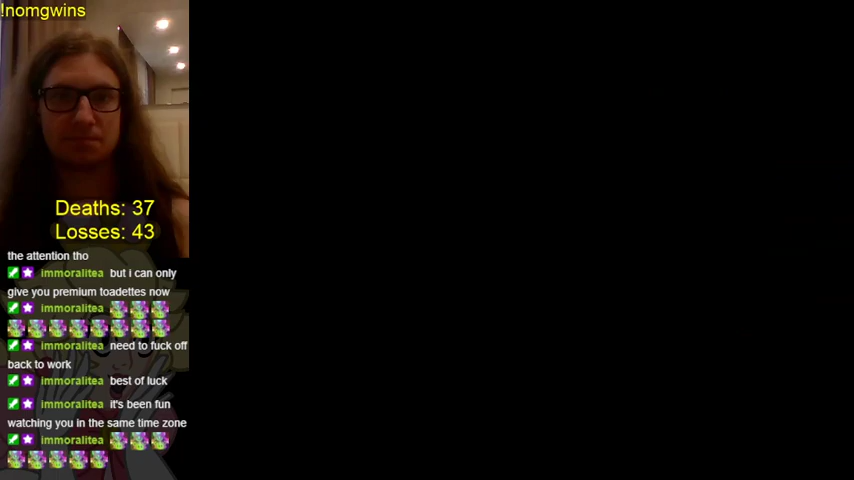 !nomgwins
Deaths: 37
Losses: 43
the attention tho
immoralitea but i can only
give you premium toadettes now
immoralitea
immoralitea need to fuck off
back to work
immoralitea best of luck
immoralitea it's been fun
watching you in the same time zone
immoralitea